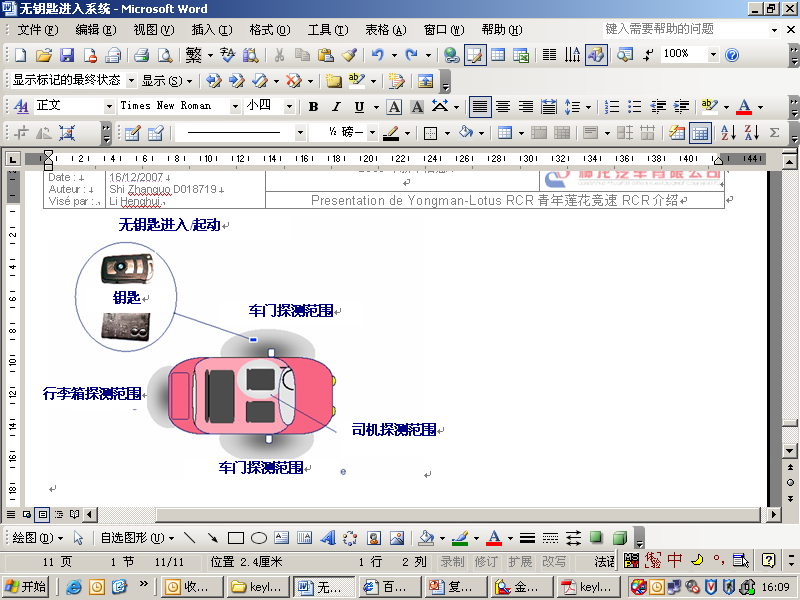 无钥匙进入系统 - Microsoft Word
文件(F) 编辑(E) 视图(V) 插入(I) 格式(O) 工具(T) 表格(A) 窗口(W) 帮助(H) 键入需要帮助的问题
繁 100%
显示标记的最终状态 显示(S)
正文 Times New Roman 小四 B I U A A A
½ 磅
L 2 4 6 8 10 12 14 16 18 20 22 24 26 28 30 32 34 36 38 40 44
Date : 16/12/2007
Auteur : Shi Zhanguo D018719
Visé par : Li Henghui
Presentation de Yongman-Lotus RCR 青年莲花竞速 RCR 介绍
无钥匙进入/起动
钥匙
车门探测范围
行李箱探测范围
司机探测范围
车门探测范围
e
绘图(D) 自选图形(U)
11 页 1 节 11/11 位置 2.4厘米 1 行 2 列 录制 修订 扩展 改写 法语 中
开始 收... keyl... 无... 百... 复... 金... keyl... 16:09